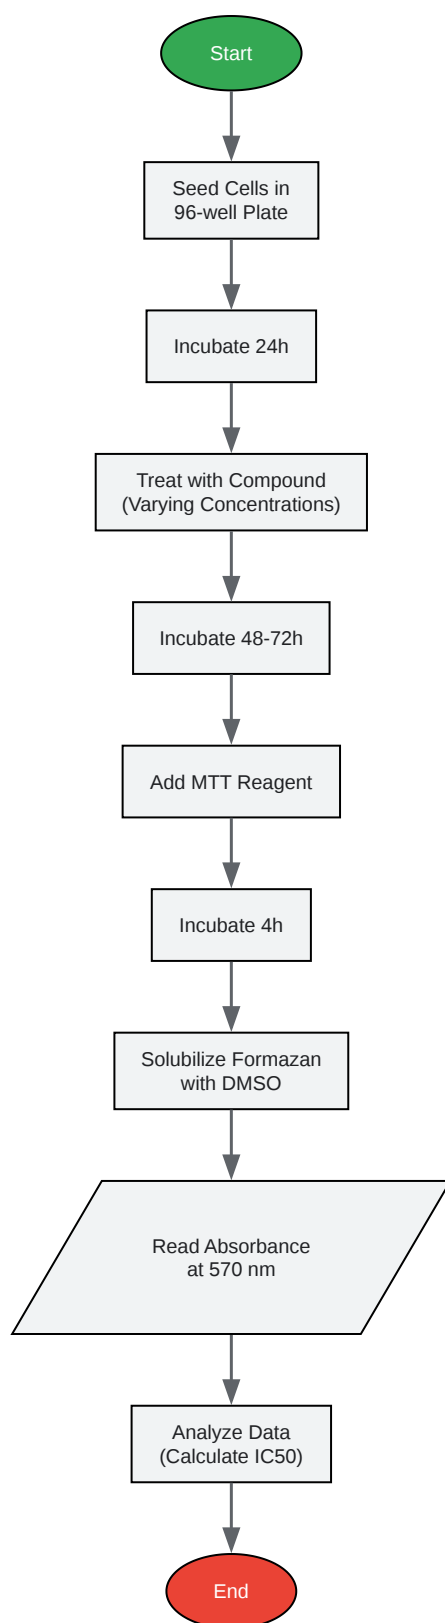 Start
Seed Cells in
96-well Plate
Incubate 24h
Treat with Compound
(Varying Concentrations)
Incubate 48-72h
Add MTT Reagent
Incubate 4h
Solubilize Formazan
with DMSO
Read Absorbance
at 570 nm
Analyze Data
(Calculate IC50)
End